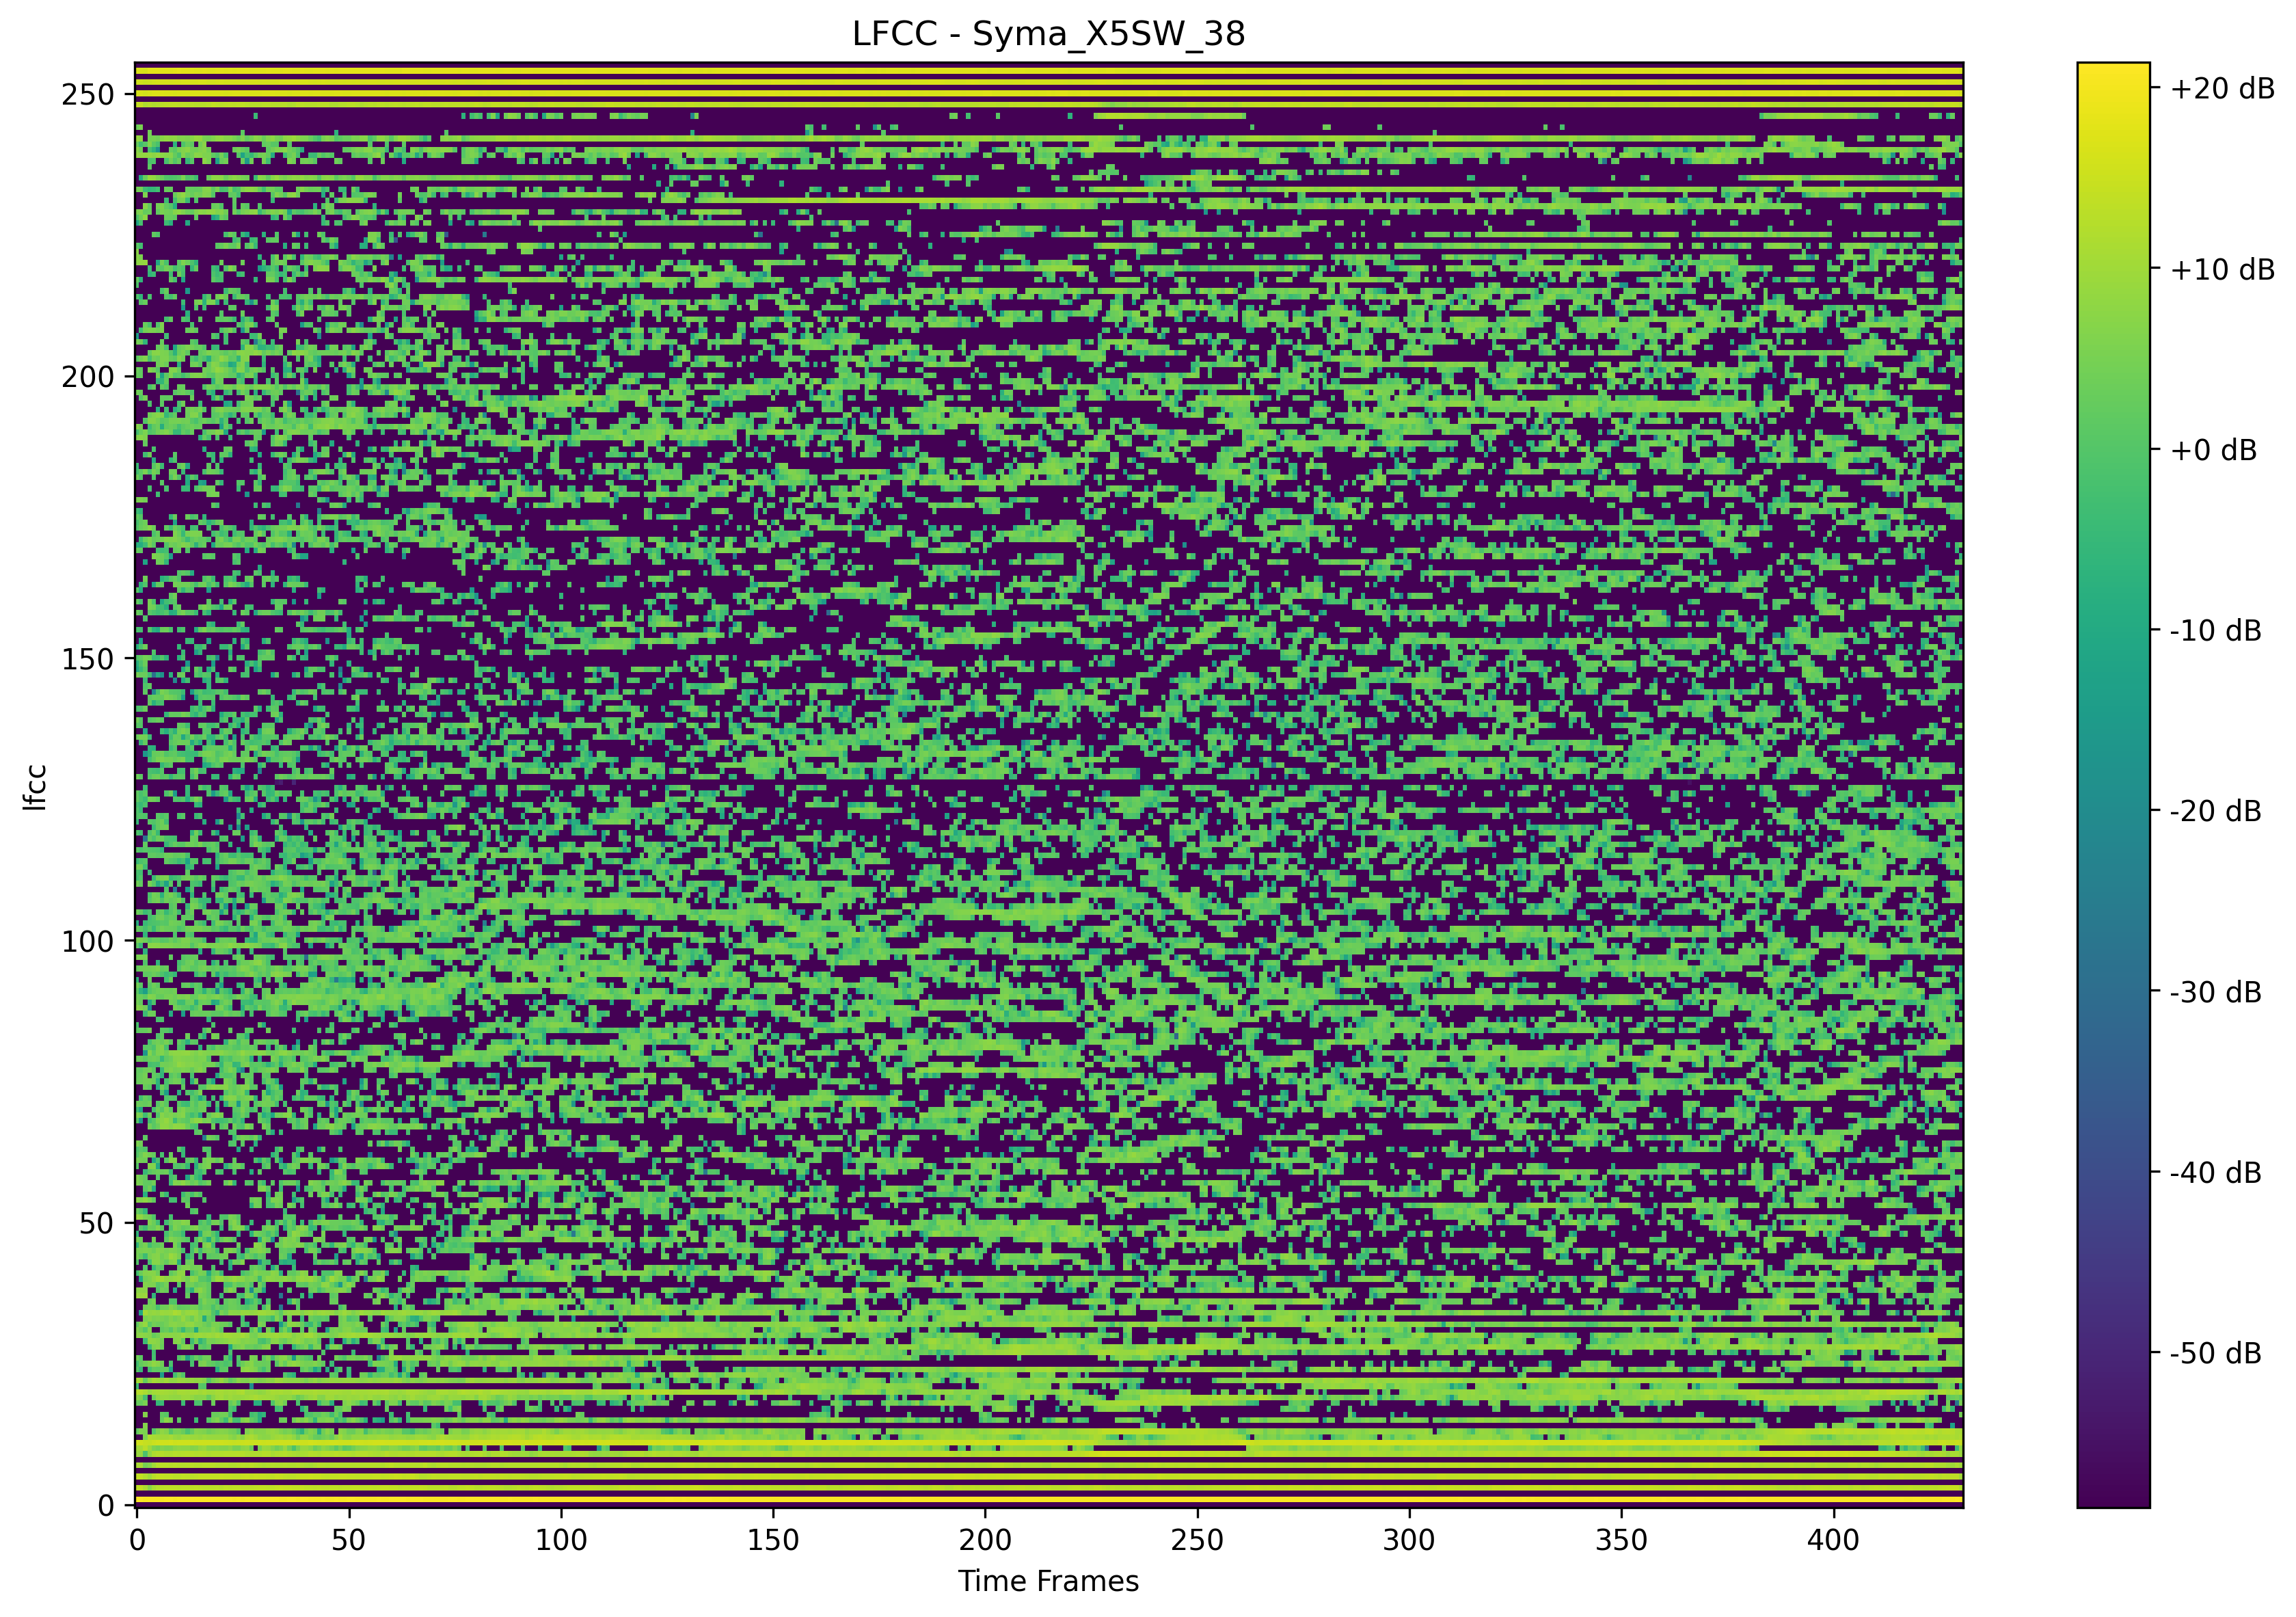 LFCC - Syma_X5SW_38
250
200
150
100
50
0
lfcc
0 50 100 150 200 250 300 350 400
Time Frames
+20 dB
+10 dB
+0 dB
-10 dB
-20 dB
-30 dB
-40 dB
-50 dB